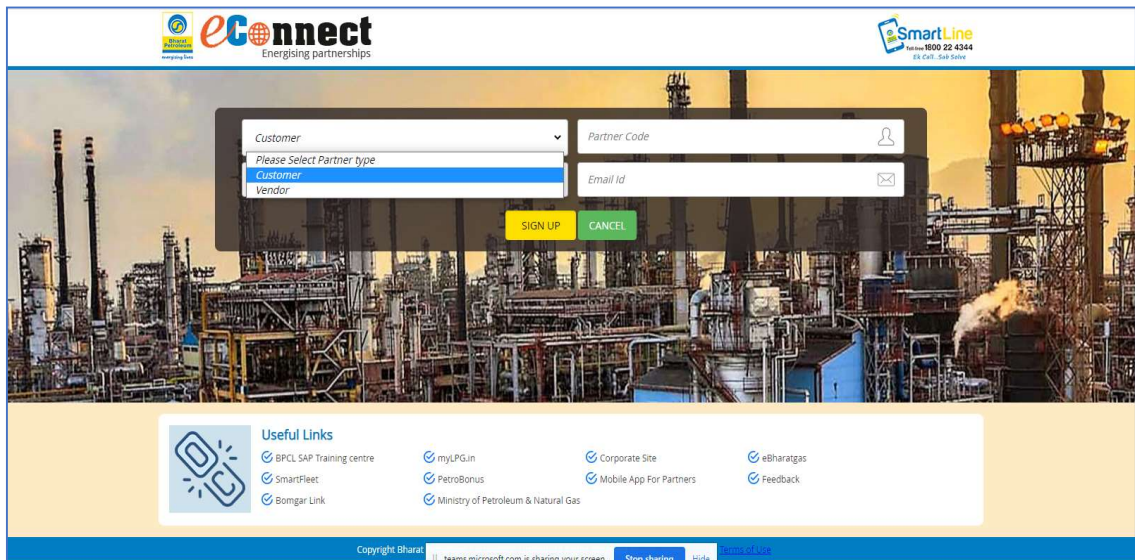 Bharat
Petroleum
energising lives
eConnect
Energising partnerships
SmartLine
Toll free 1800 22 4344
Ek Call...Sab Solve
Customer
Partner Code
Please Select Partner type
Customer
Vendor
Email Id
SIGN UP
CANCEL
Useful Links
BPCL SAP Training centre
myLPG.in
Corporate Site
eBharatgas
SmartFleet
PetroBonus
Mobile App For Partners
Feedback
Bomgar Link
Ministry of Petroleum & Natural Gas
Copyright Bharat
teams.microsoft.com is sharing your screen.
Stop sharing
Hide
Terms of Use